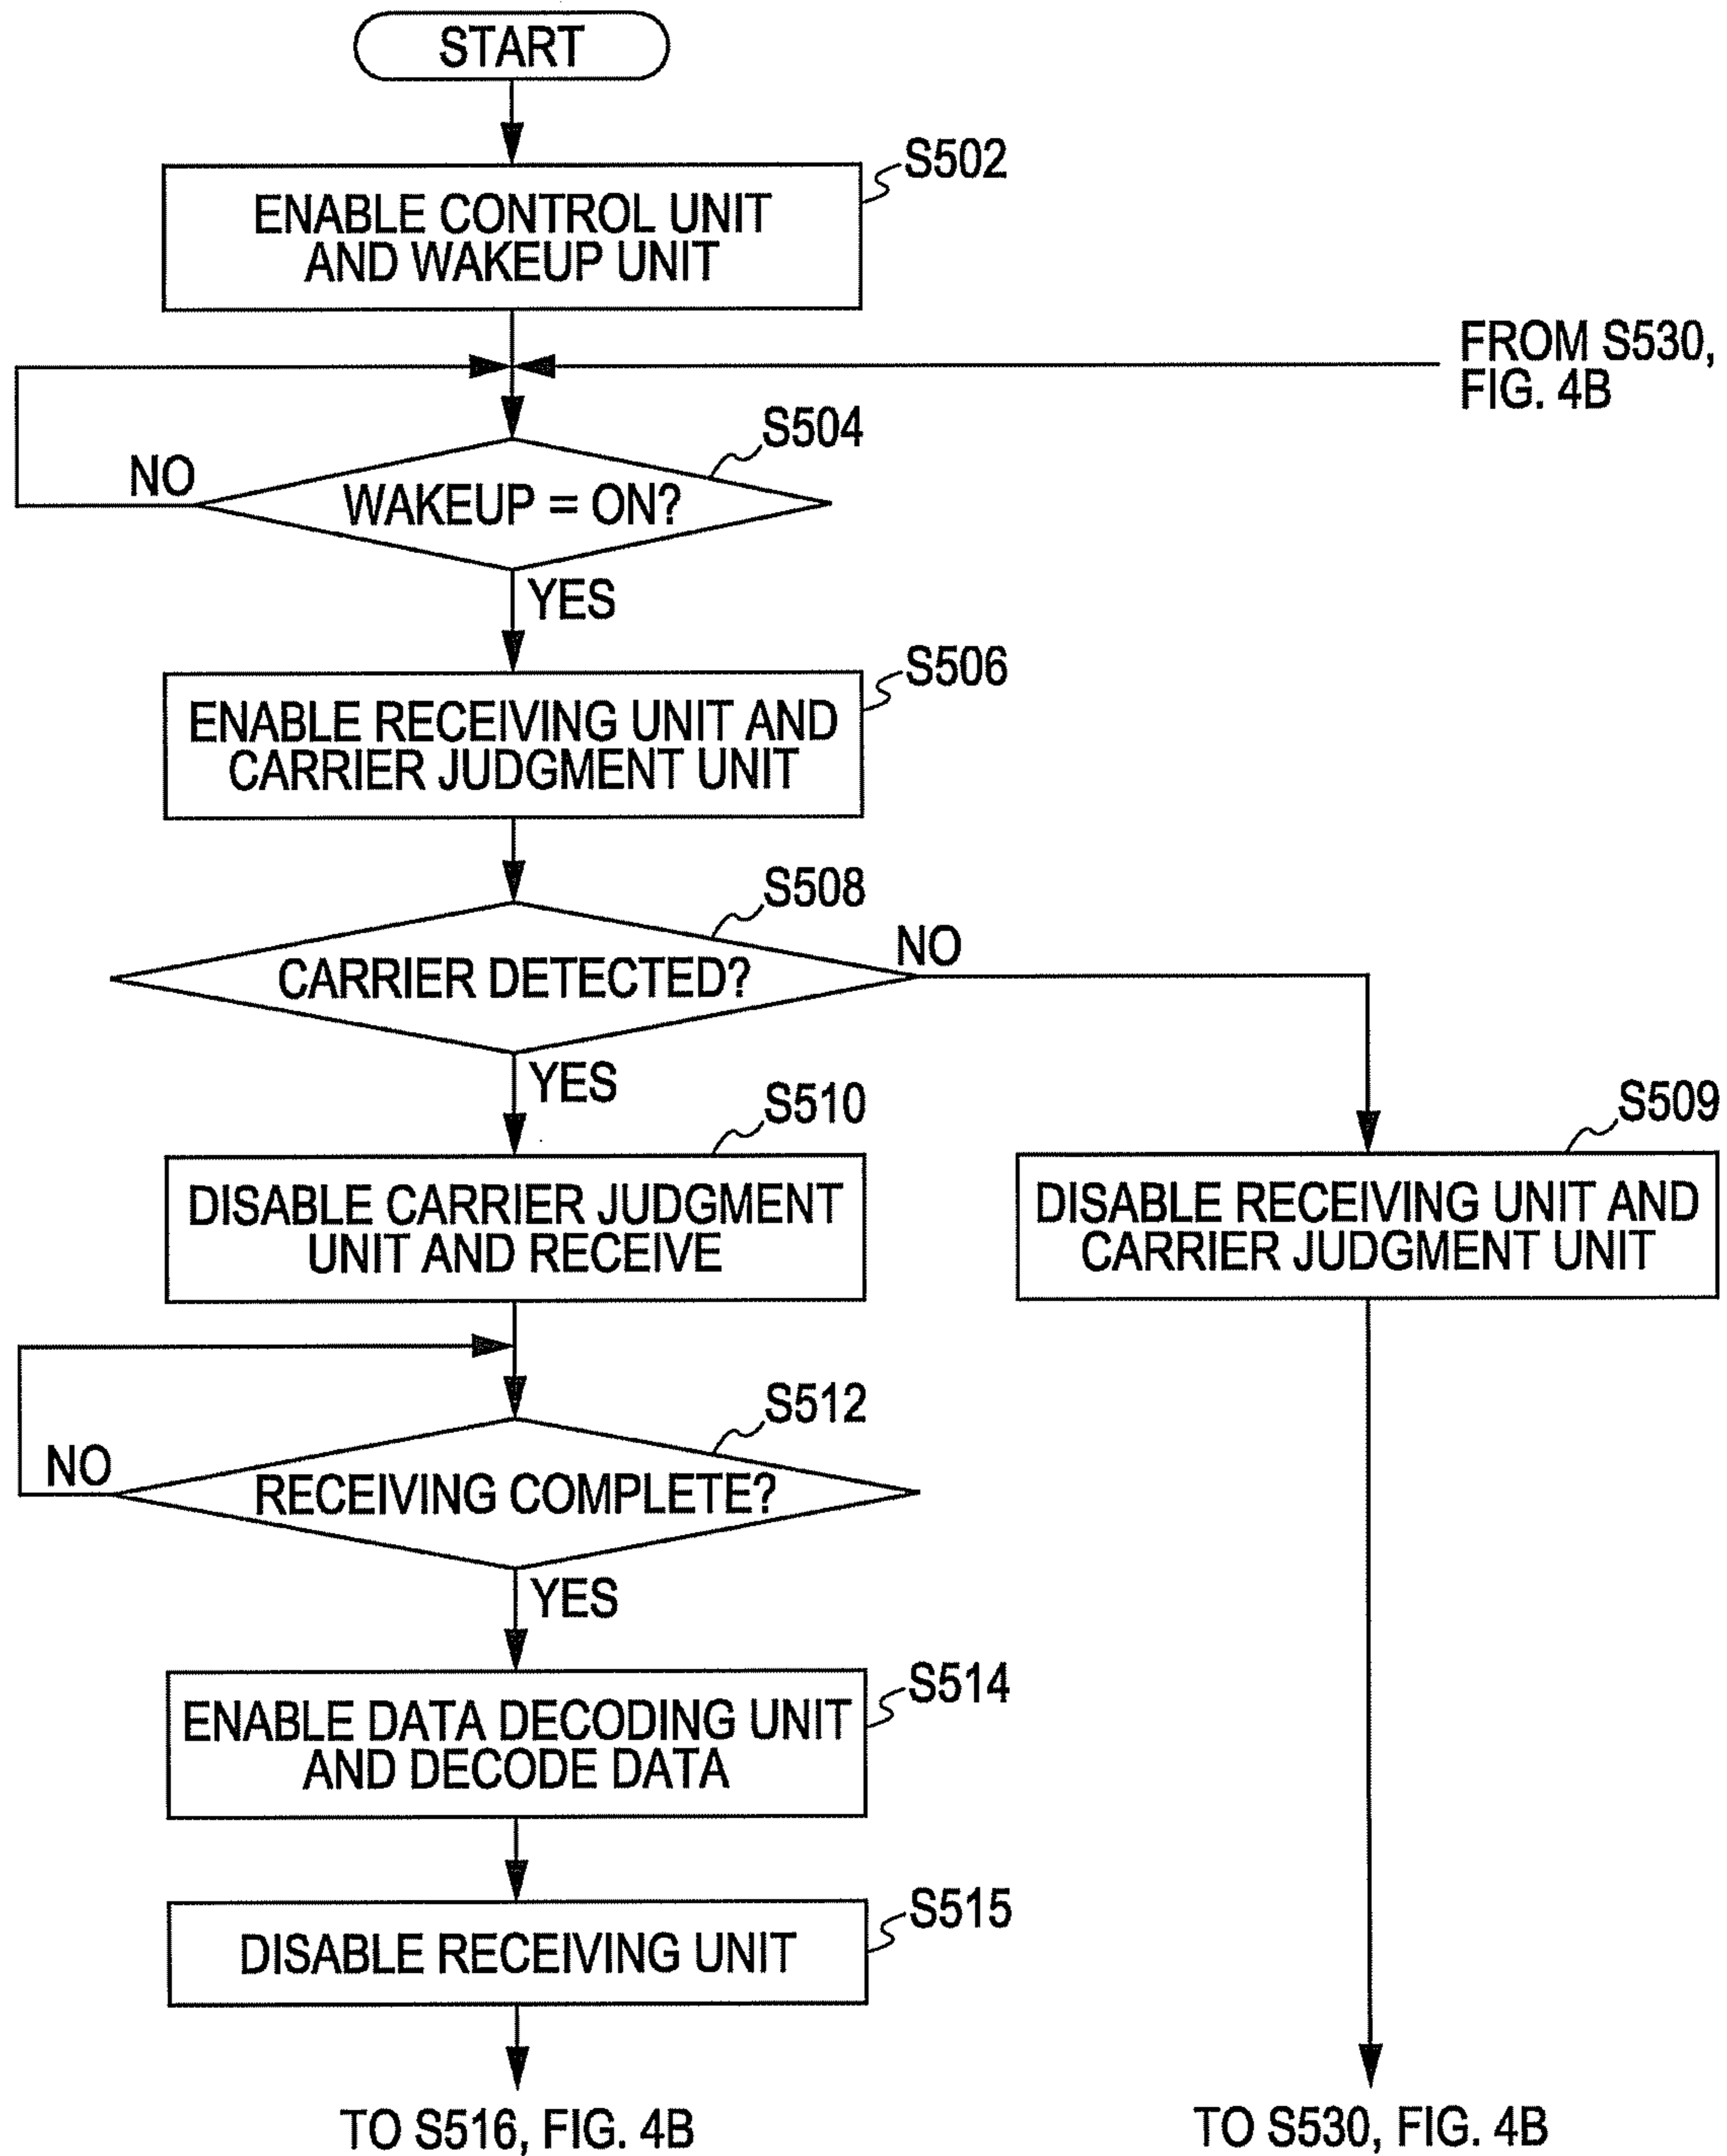 START
S502
ENABLE CONTROL UNIT
AND WAKEUP UNIT
FROM S530,
FIG. 4B
S504
NO
WAKEUP = ON?
YES
S506
ENABLE RECEIVING UNIT AND
CARRIER JUDGMENT UNIT
S508
NO
CARRIER DETECTED?
YES
S510
S509
DISABLE CARRIER JUDGMENT
UNIT AND RECEIVE
DISABLE RECEIVING UNIT AND
CARRIER JUDGMENT UNIT
S512
NO
RECEIVING COMPLETE?
YES
S514
ENABLE DATA DECODING UNIT
AND DECODE DATA
S515
DISABLE RECEIVING UNIT
TO S516, FIG. 4B
TO S530, FIG. 4B